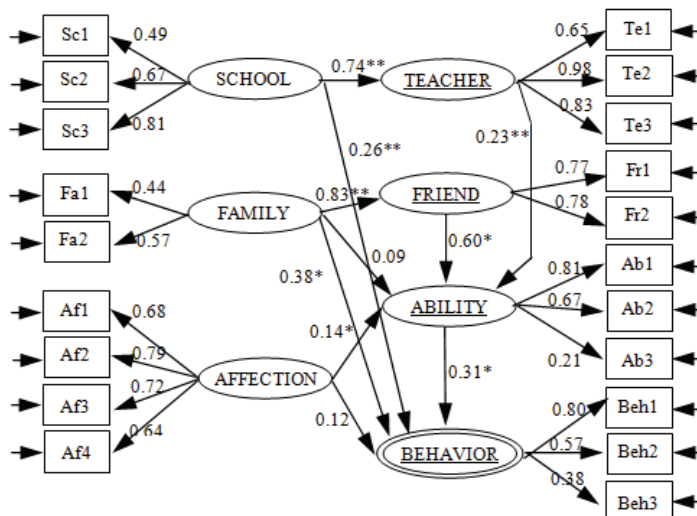 Sc1
0.49
Sc2
0.67
Sc3
0.81
SCHOOL
0.74**
TEACHER
0.65
Te1
0.98
Te2
0.83
Te3
0.26**
0.23**
Fa1
0.44
Fa2
0.57
FAMILY
0.83**
FRIEND
0.77
Fr1
0.78
Fr2
0.38*
0.09
0.60*
Af1
0.68
Af2
0.79
Af3
0.72
Af4
0.64
AFFECTION
0.14*
0.12
ABILITY
0.81
Ab1
0.67
Ab2
0.21
Ab3
0.31*
BEHAVIOR
0.80
Beh1
0.57
Beh2
0.38
Beh3